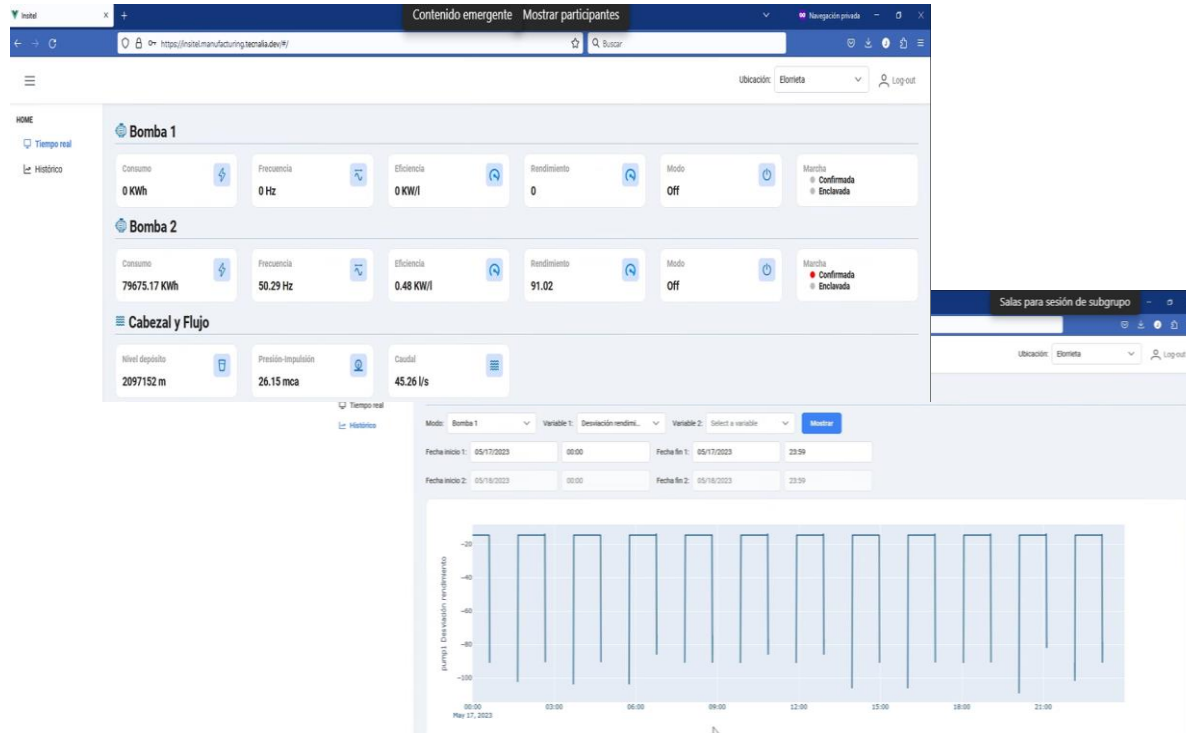 Insitel
Contenido emergente Mostrar participantes
Navegación privada
https://insitel.manufacturing.tecnalia.dev/#/
Buscar
Ubicación: Elorrieta
Log-out
HOME
Tiempo real
Histórico
Bomba 1
Consumo
0 KWh
Frecuencia
0 Hz
Eficiencia
0 KW/l
Rendimiento
0
Modo
Off
Marcha
Confirmada
Enclavada
Bomba 2
Consumo
79675.17 KWh
Frecuencia
50.29 Hz
Eficiencia
0.48 KW/l
Rendimiento
91.02
Modo
Off
Marcha
Confirmada
Enclavada
Cabezal y Flujo
Nivel depósito
2097152 m
Presión-Impulsión
26.15 mca
Caudal
45.26 l/s
Salas para sesión de subgrupo
Ubicación: Elorrieta
Log-out
Tiempo real
Histórico
Modo: Bomba 1 Variable 1: Desviación rendimi... Variable 2: Select a variable Mostrar
Fecha inicio 1: 05/17/2023 00:00 Fecha fin 1: 05/17/2023 23:59
Fecha inicio 2: 05/18/2023 00:00 Fecha fin 2: 05/18/2023 23:59
pump1 Desviación rendimiento
−20
−40
−60
−80
−100
00:00 03:00 06:00 09:00 12:00 15:00 18:00 21:00
May 17, 2023